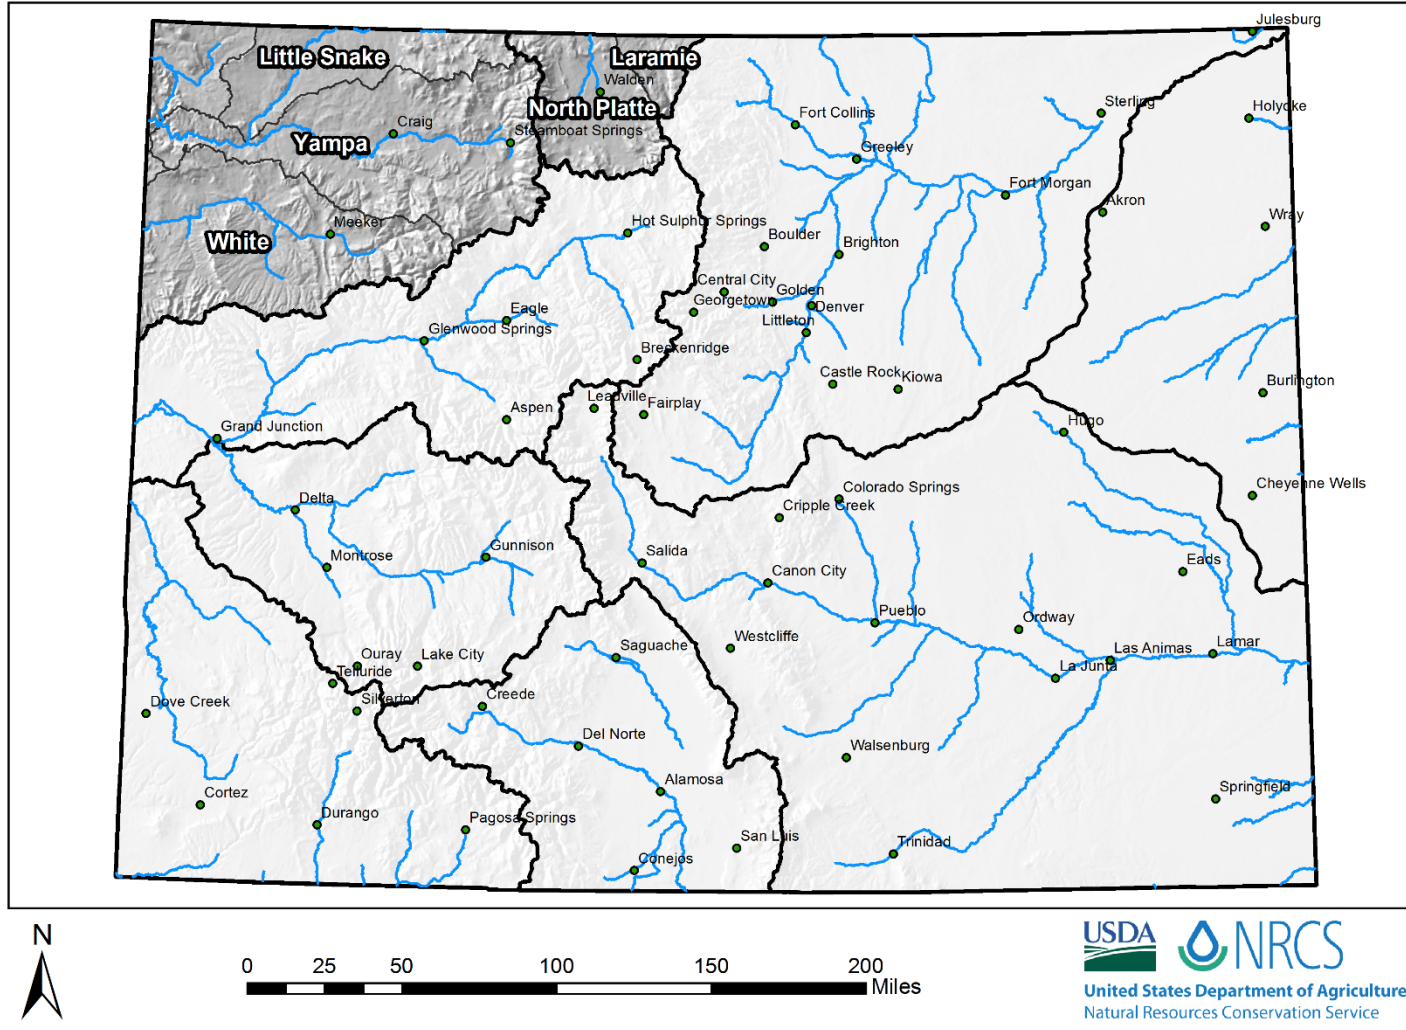 Julesburg
Little Snake
Laramie
Walden
North Platte
Sterling
Holyoke
Fort Collins
Craig
Steamboat Springs
Yampa
Greeley
Fort Morgan
Akron
Wray
Meeker
White
Hot Sulphur Springs
Boulder
Brighton
Central City
Golden
Georgetown
Denver
Eagle
Littleton
Glenwood Springs
Breckenridge
Castle Rock
Kiowa
Burlington
Leadville
Aspen
Fairplay
Hugo
Grand Junction
Cheyenne Wells
Colorado Springs
Delta
Cripple Creek
Gunnison
Salida
Montrose
Canon City
Eads
Pueblo
Ordway
Westcliffe
Saguache
Las Animas
Lamar
Ouray
Lake City
La Junta
Telluride
Silverton
Creede
Dove Creek
Del Norte
Walsenburg
Alamosa
Cortez
Springfield
Durango
Pagosa Springs
San Luis
Trinidad
Conejos
N
0 25 50 100 150 200
Miles
USDA
NRCS
United States Department of Agriculture
Natural Resources Conservation Service